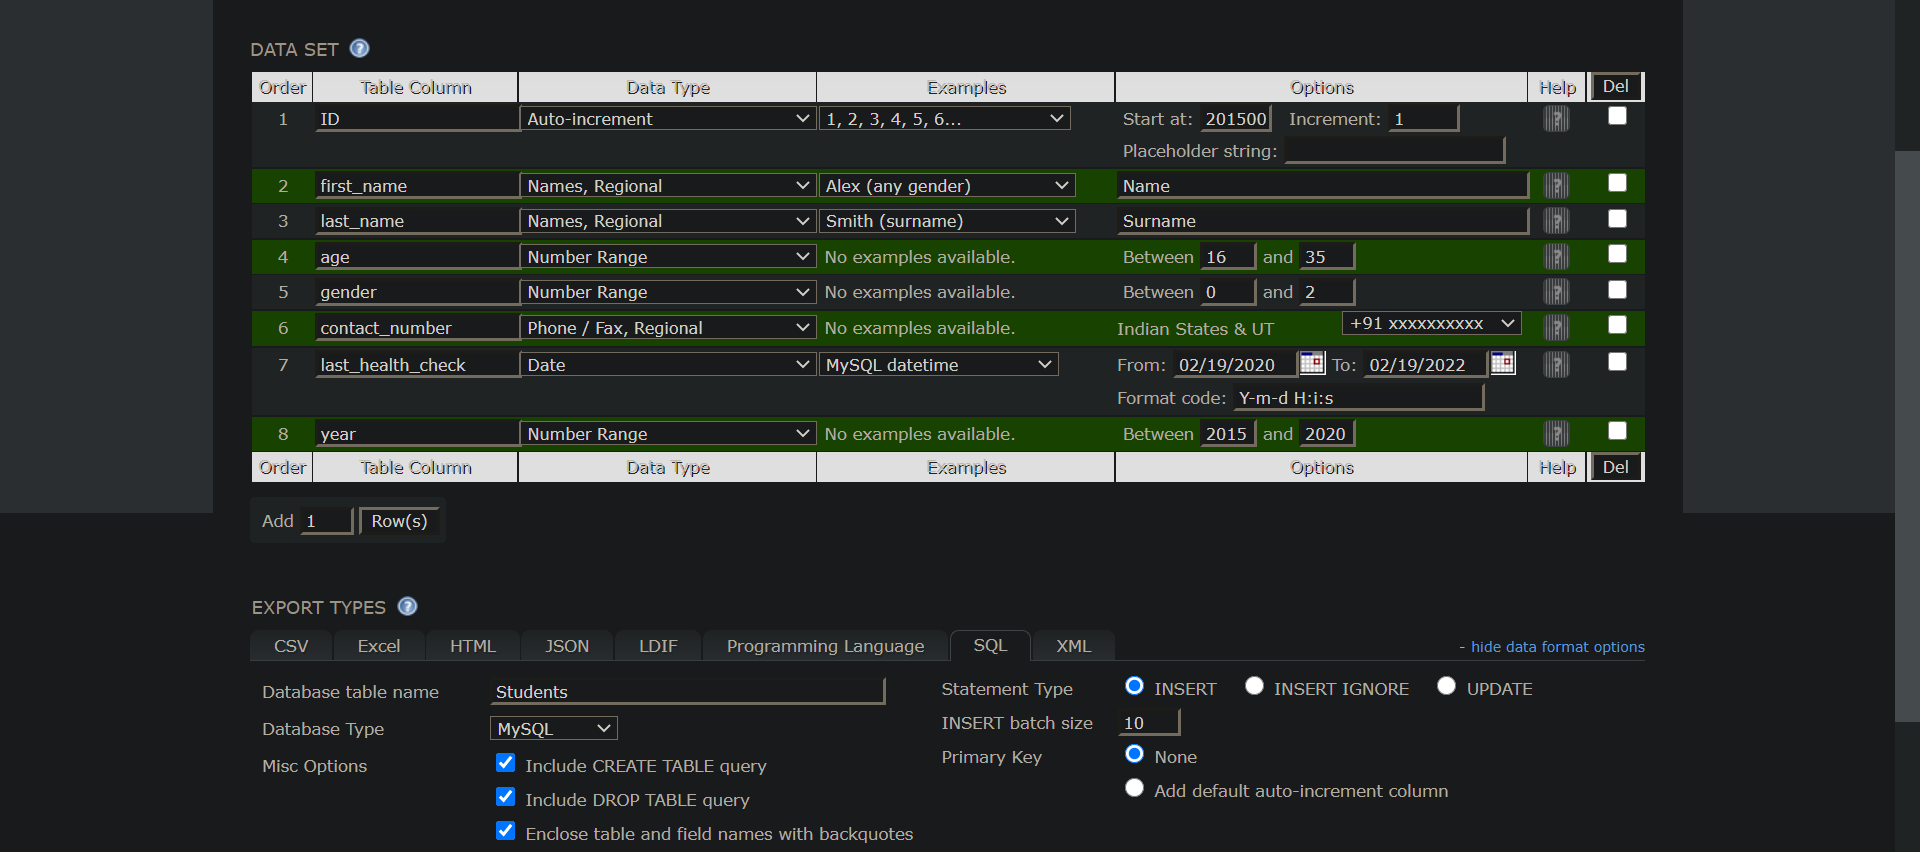 DATA SET ?
Order Table Column Data Type Examples Options Help Del
1 ID Auto-increment 1, 2, 3, 4, 5, 6... Start at: 201500 Increment: 1 ?
Placeholder string:
2 first_name Names, Regional Alex (any gender) Name ?
3 last_name Names, Regional Smith (surname) Surname ?
4 age Number Range No examples available. Between 16 and 35 ?
5 gender Number Range No examples available. Between 0 and 2 ?
6 contact_number Phone / Fax, Regional No examples available. Indian States & UT +91 xxxxxxxxxx ?
7 last_health_check Date MySQL datetime From: 02/19/2020 To: 02/19/2022 ?
Format code: Y-m-d H:i:s
8 year Number Range No examples available. Between 2015 and 2020 ?
Order Table Column Data Type Examples Options Help Del
Add 1 Row(s)
EXPORT TYPES ?
CSV Excel HTML JSON LDIF Programming Language SQL XML - hide data format options
Database table name Students Statement Type INSERT INSERT IGNORE UPDATE
Database Type MySQL INSERT batch size 10
Misc Options Include CREATE TABLE query Primary Key None
Include DROP TABLE query Add default auto-increment column
Enclose table and field names with backquotes